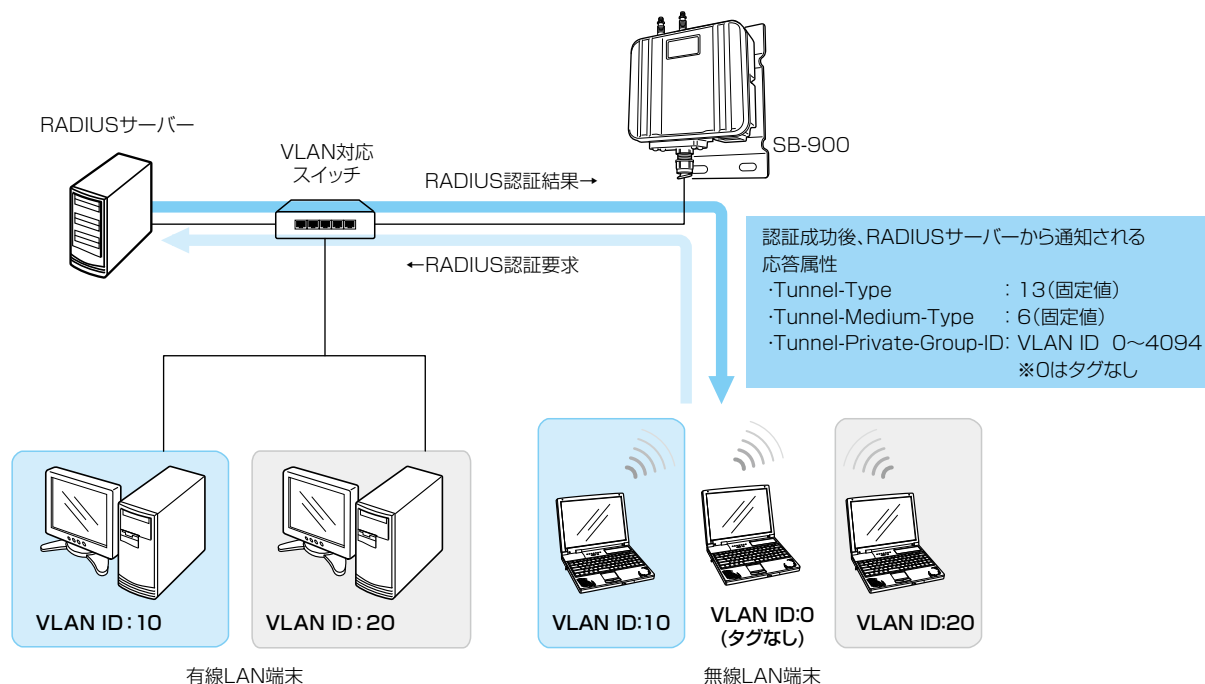 RADIUSサーバー
VLAN対応
スイッチ
SB-900
RADIUS認証結果→
←RADIUS認証要求
認証成功後、RADIUSサーバーから通知される
応答属性
・Tunnel-Type : 13(固定値)
・Tunnel-Medium-Type : 6(固定値)
・Tunnel-Private-Group-ID: VLAN ID 0〜4094
※0はタグなし
VLAN ID:10
VLAN ID:20
有線LAN端末
VLAN ID:10
VLAN ID:0
(タグなし)
VLAN ID:20
無線LAN端末